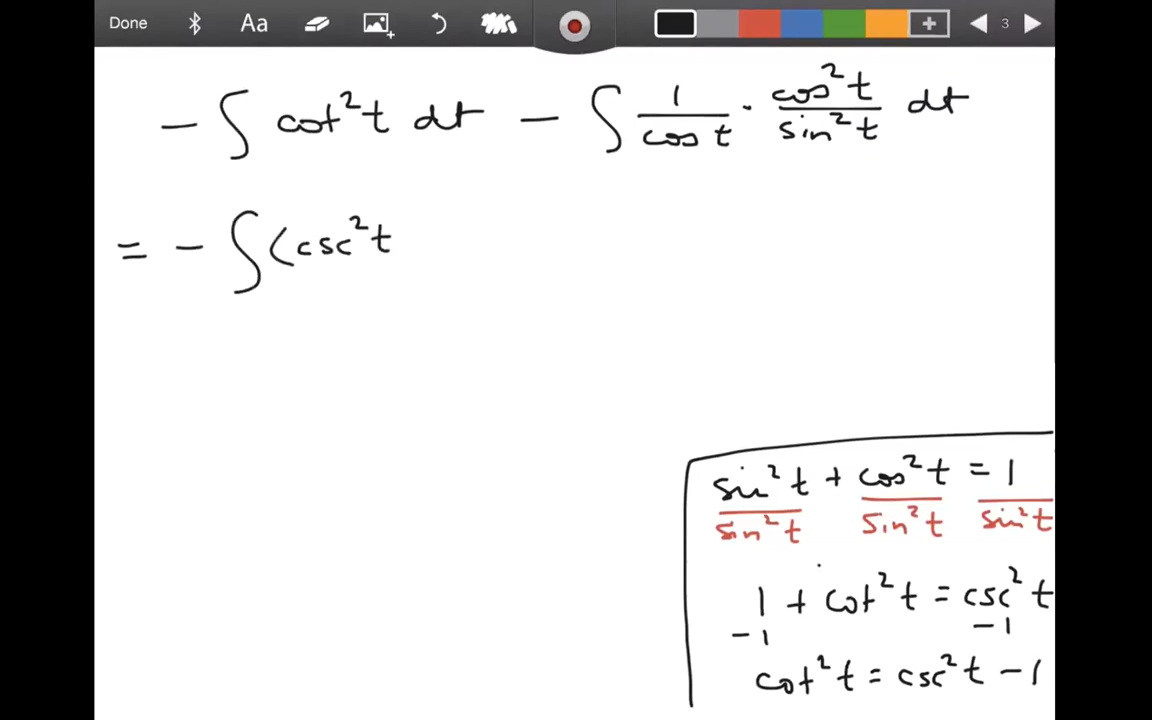 Done Aa 3
− ∫ cot²t dt − ∫ 1/cos t · cos²t/sin²t dt
= − ∫ (csc²t
sin²t/sin²t + cos²t/sin²t = 1/sin²t
1 + cot²t = csc²t
−1 −1
cot²t = csc²t − 1